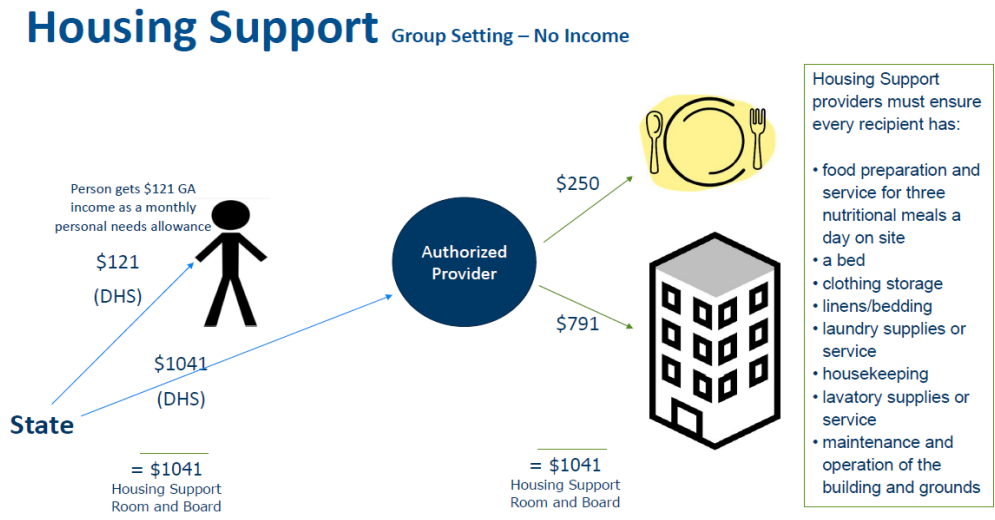 Housing Support Group Setting – No Income
Person gets $121 GA
income as a monthly
personal needs allowance
$121
(DHS)
$1041
(DHS)
State
= $1041
Housing Support
Room and Board
Authorized
Provider
$250
$791
= $1041
Housing Support
Room and Board
Housing Support
providers must ensure
every recipient has:
• food preparation and
service for three
nutritional meals a
day on site
• a bed
• clothing storage
• linens/bedding
• laundry supplies or
service
• housekeeping
• lavatory supplies or
service
• maintenance and
operation of the
building and grounds